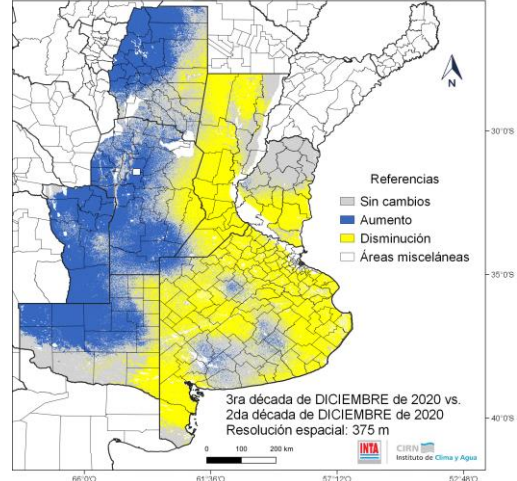 N
30°0'S
Referencias
Sin cambios
Aumento
Disminución
Áreas misceláneas
35°0'S
3ra década de DICIEMBRE de 2020 vs.
2da década de DICIEMBRE de 2020
Resolución espacial: 375 m
40°0'S
0 100 200 km
INTA
CIRN
Instituto de Clima y Agua
66°0'O 61°36'O 57°12'O 52°48'O